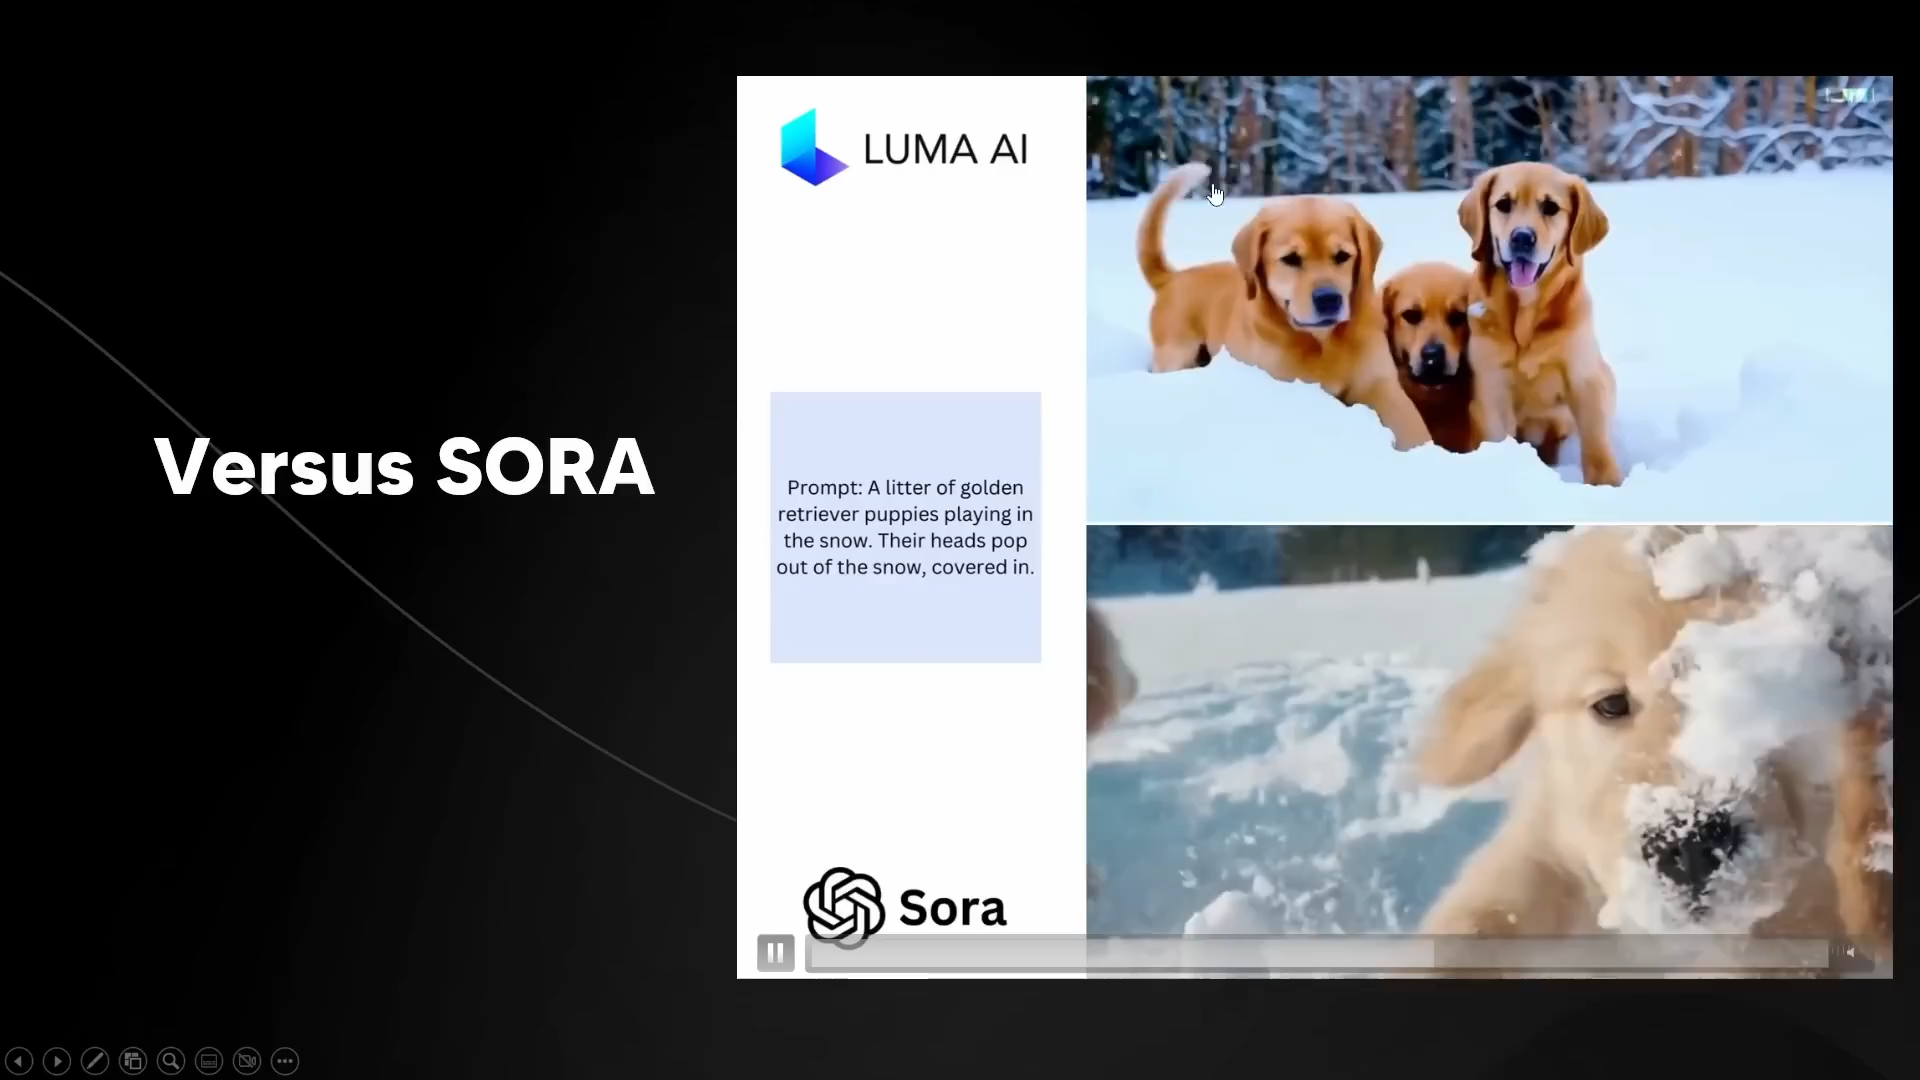 Versus SORA
LUMA AI
Prompt: A litter of golden
retriever puppies playing in
the snow. Their heads pop
out of the snow, covered in.
Sora